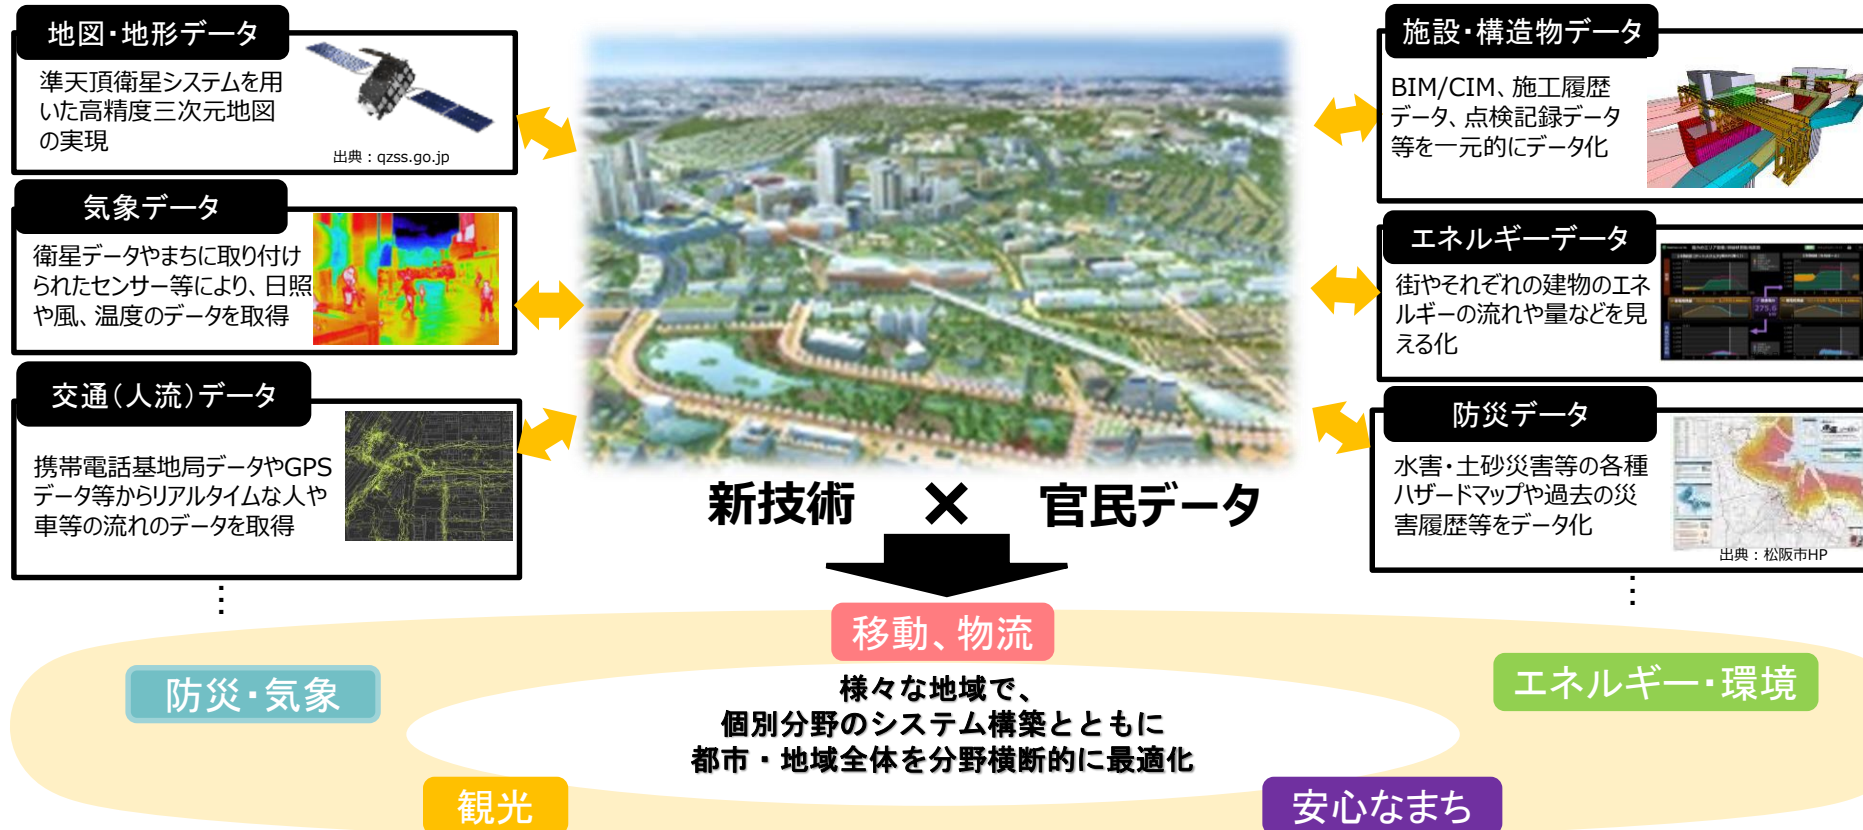 地図・地形データ
準天頂衛星システムを用
いた高精度三次元地図
の実現
出典：qzss.go.jp
気象データ
衛星データやまちに取り付け
られたセンサー等により、日照
や風、温度のデータを取得
交通（人流）データ
携帯電話基地局データやGPS
データ等からリアルタイムな人や
車等の流れのデータを取得
⋮
施設・構造物データ
BIM/CIM、施工履歴
データ、点検記録データ
等を一元的にデータ化
エネルギーデータ
街やそれぞれの建物のエネ
ルギーの流れや量などを見
える化
275.6
防災データ
水害・土砂災害等の各種
ハザードマップや過去の災
害履歴等をデータ化
出典：松阪市HP
⋮
新技術 × 官民データ
移動、物流
防災・気象
エネルギー・環境
様々な地域で、
個別分野のシステム構築とともに
都市・地域全体を分野横断的に最適化
観光
安心なまち